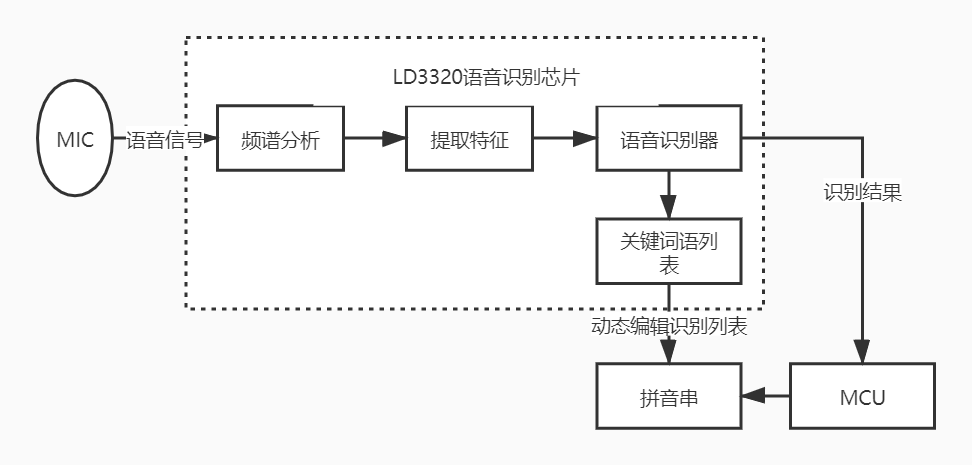 LD3320语音识别芯片
MIC
语音信号
频谱分析
提取特征
语音识别器
识别结果
关键词语列
表
动态编辑识别列表
拼音串
MCU